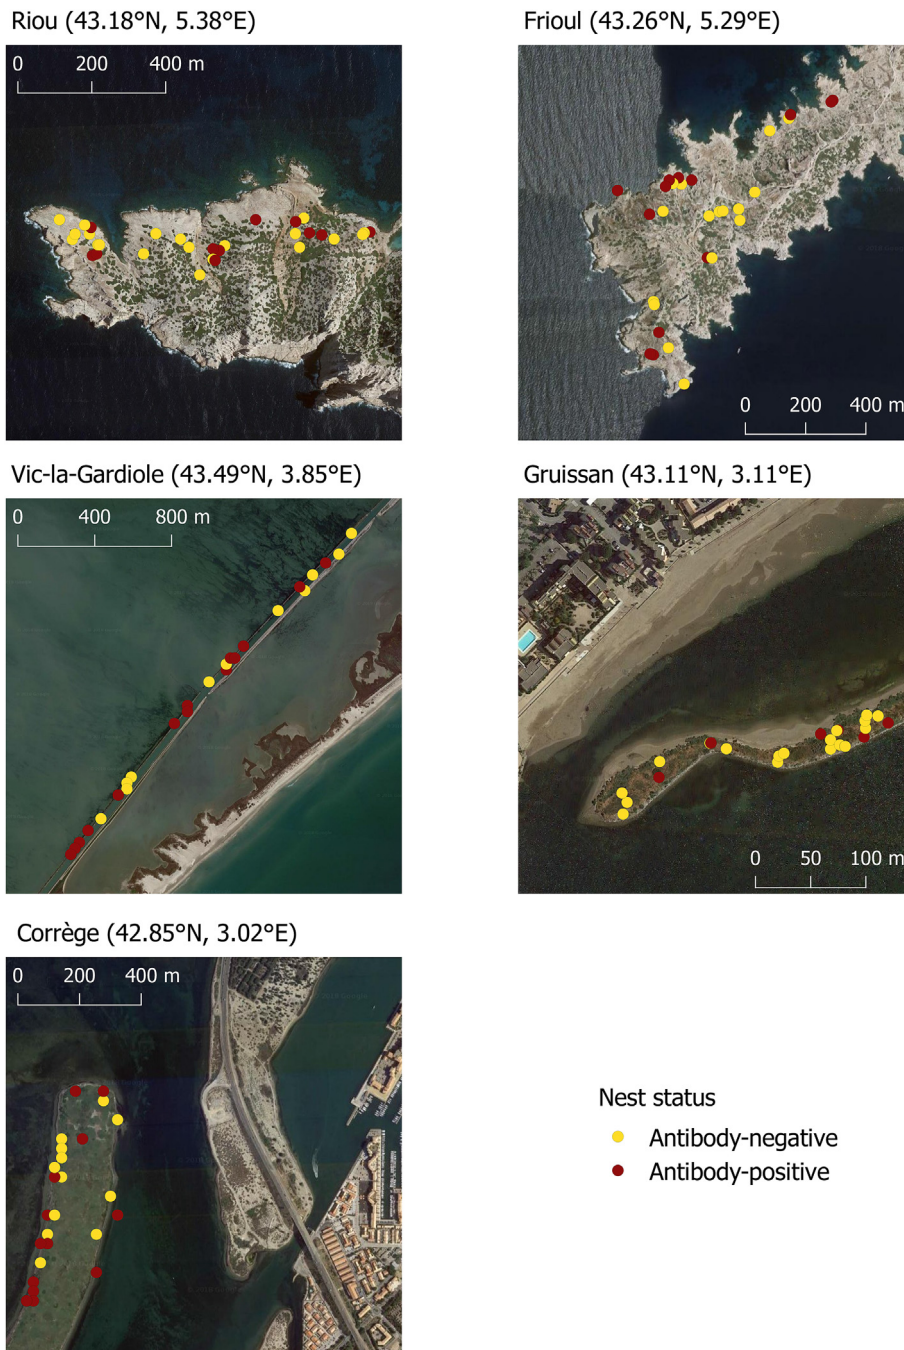 Riou (43.18°N, 5.38°E)
0 200 400 m
Frioul (43.26°N, 5.29°E)
0 200 400 m
Vic-la-Gardiole (43.49°N, 3.85°E)
0 400 800 m
Gruissan (43.11°N, 3.11°E)
0 50 100 m
Corrège (42.85°N, 3.02°E)
0 200 400 m
Nest status
Antibody-negative
Antibody-positive